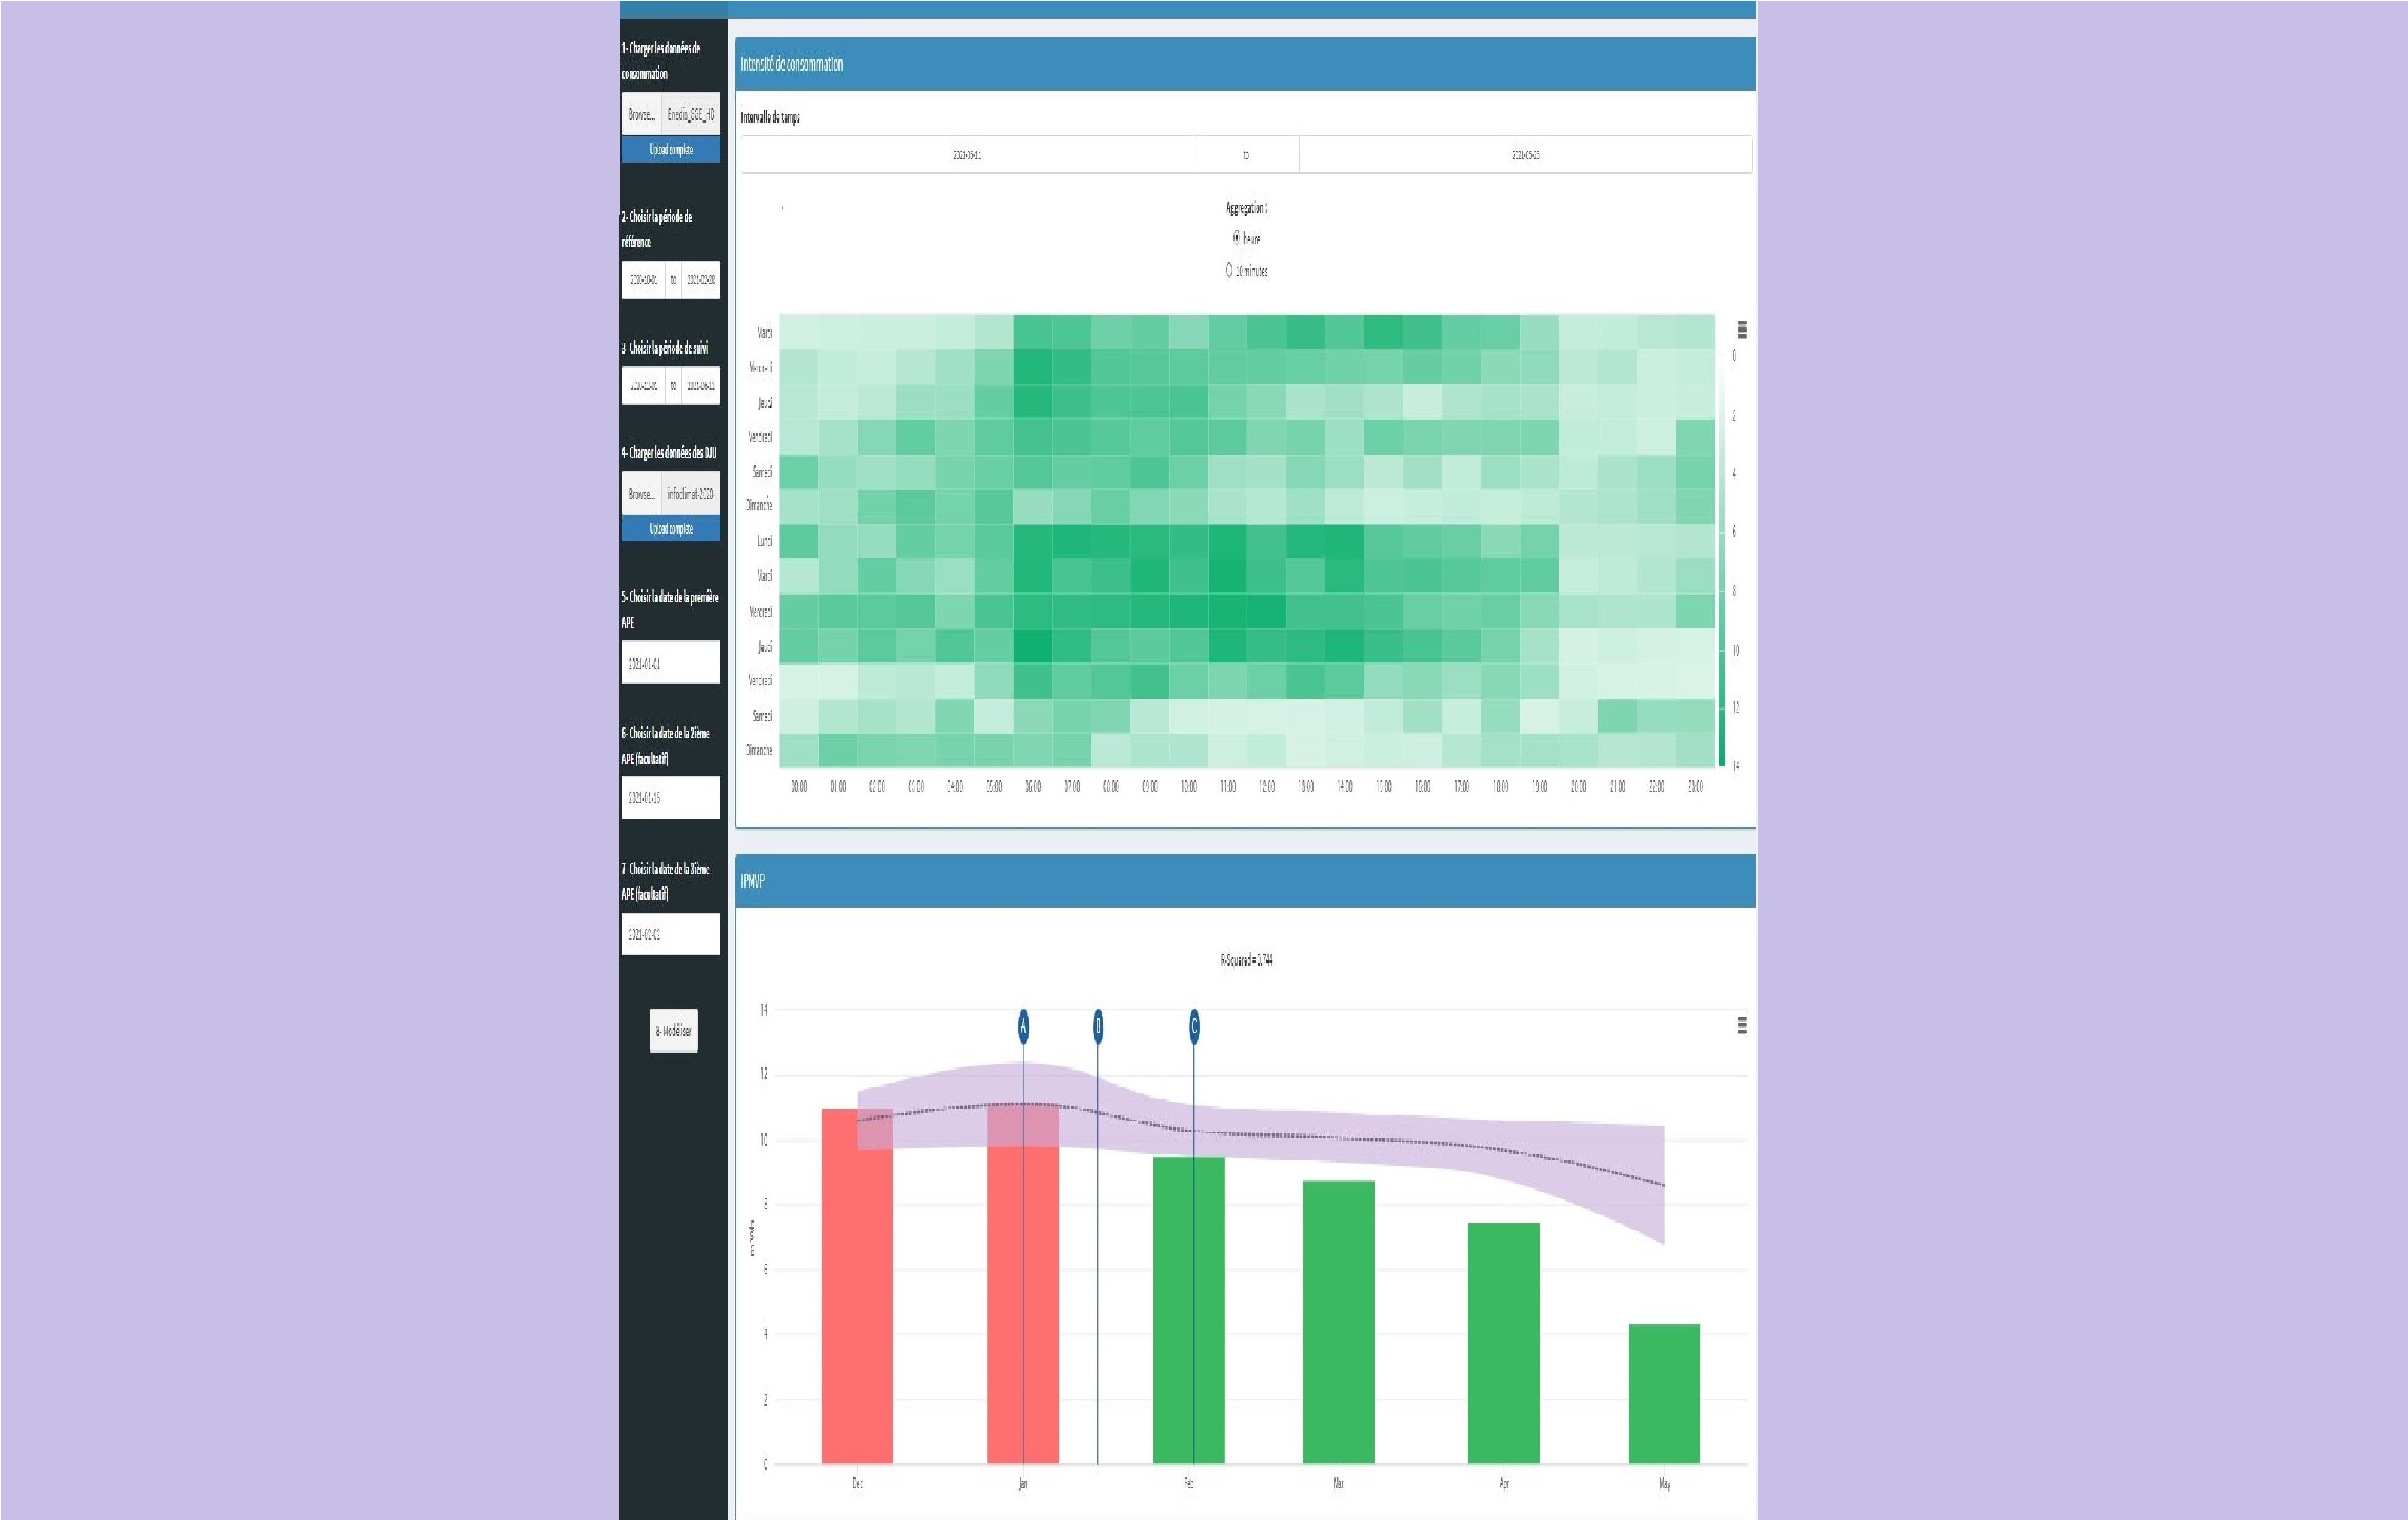 1- Charger les données de
consommation
Browse... Enedis_SGE_HD
Upload complete
2- Choisir la période de
référence
2020-10-01 to 2021-02-28
3- Choisir la période de suivi
2020-12-01 to 2021-06-11
4- Charger les données des DJU
Browse... infoclimat-2020
Upload complete
5- Choisir la date de la première
APE
2021-01-01
6- Choisir la date de la 2ième
APE (facultatif)
2021-01-15
7- Choisir la date de la 3ième
APE (facultatif)
2021-02-02
8- Modéliser
Intensité de consommation
Intervalle de temps
2021-05-11 to 2021-05-23
Aggregation :
heure
10 minutes
Mardi
Mercredi
Jeudi
Vendredi
Samedi
Dimanche
Lundi
Mardi
Mercredi
Jeudi
Vendredi
Samedi
Dimanche
00:00 01:00 02:00 03:00 04:00 05:00 06:00 07:00 08:00 09:00 10:00 11:00 12:00 13:00 14:00 15:00 16:00 17:00 18:00 19:00 20:00 21:00 22:00 23:00
0
2
4
6
8
10
12
14
IPMVP
R-Squared = 0.744
14
12
10
8
6
4
2
0
A B C
Dec Jan Feb Mar Apr May